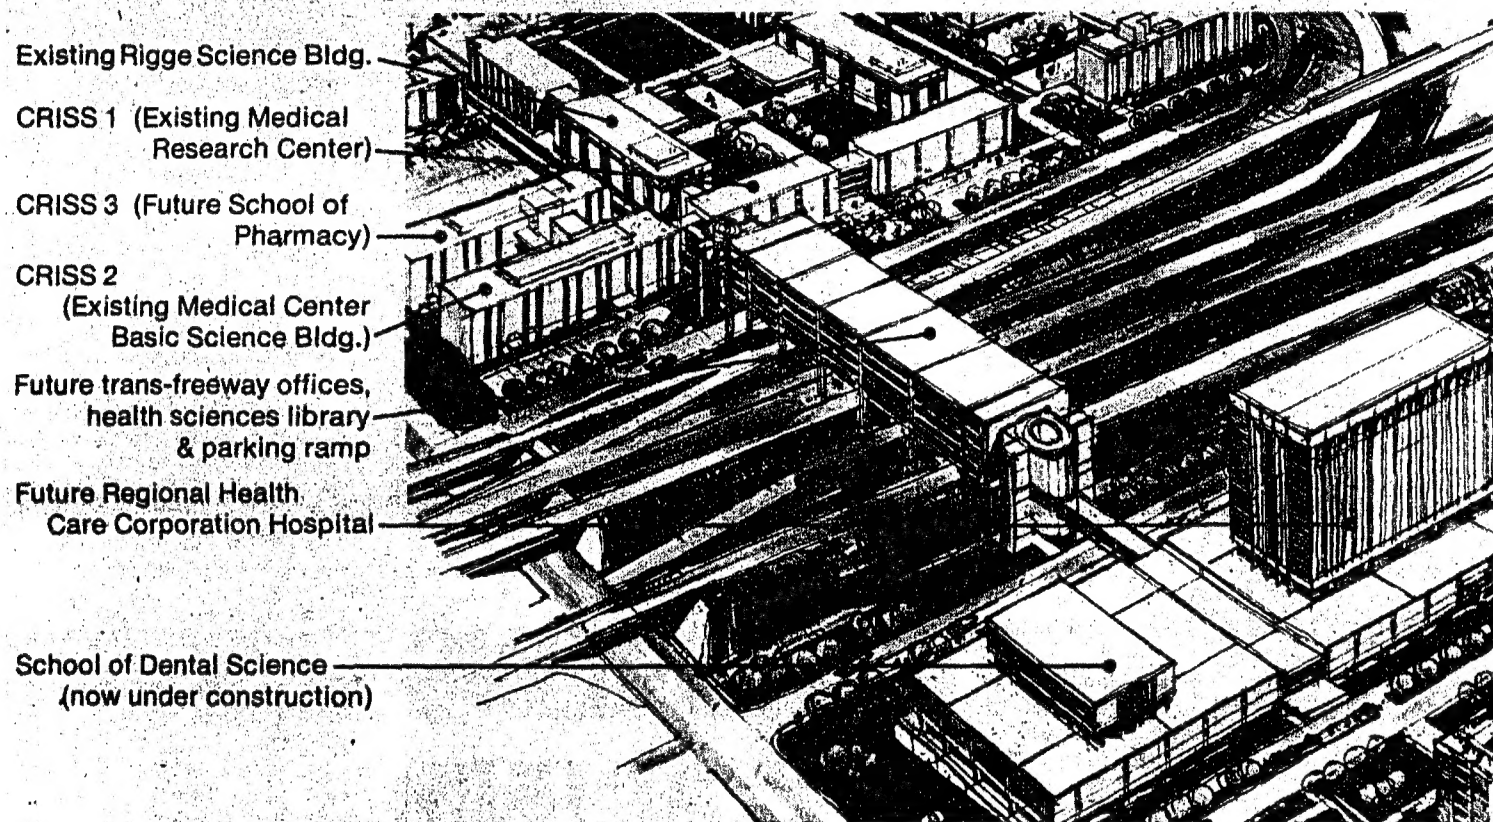 Existing Rigge Science Bldg.
CRISS 1 (Existing Medical
Research Center)
CRISS 3 (Future School of
Pharmacy)
CRISS 2
(Existing Medical Center
Basic Science Bldg.)
Future trans-freeway offices,
health sciences library
& parking ramp
Future Regional Health
Care Corporation Hospital
School of Dental Science
(now under construction)